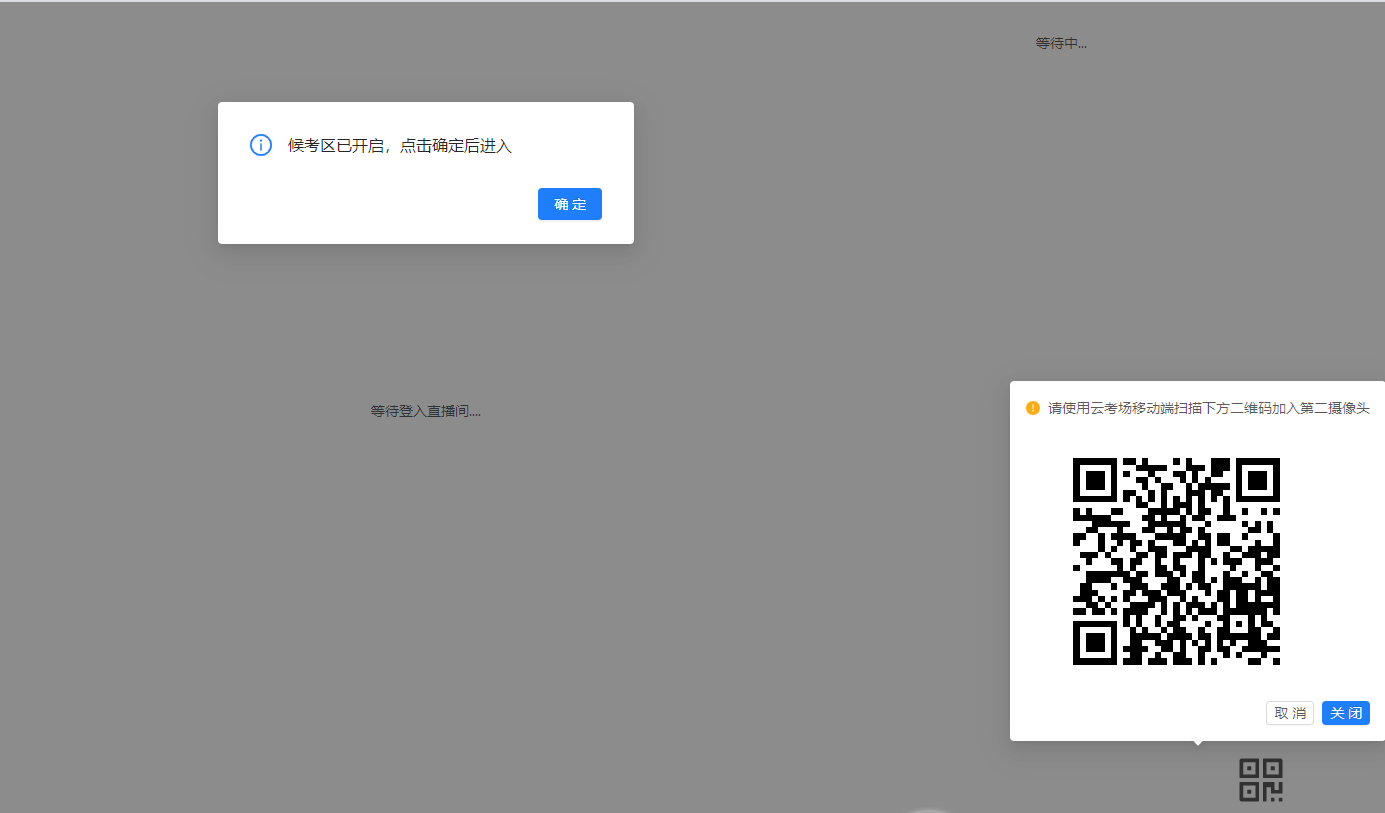 等待中...
候考区已开启，点击确定后进入
确 定
等待登入直播间....
请使用云考场移动端扫描下方二维码加入第二摄像头
取 消
关 闭